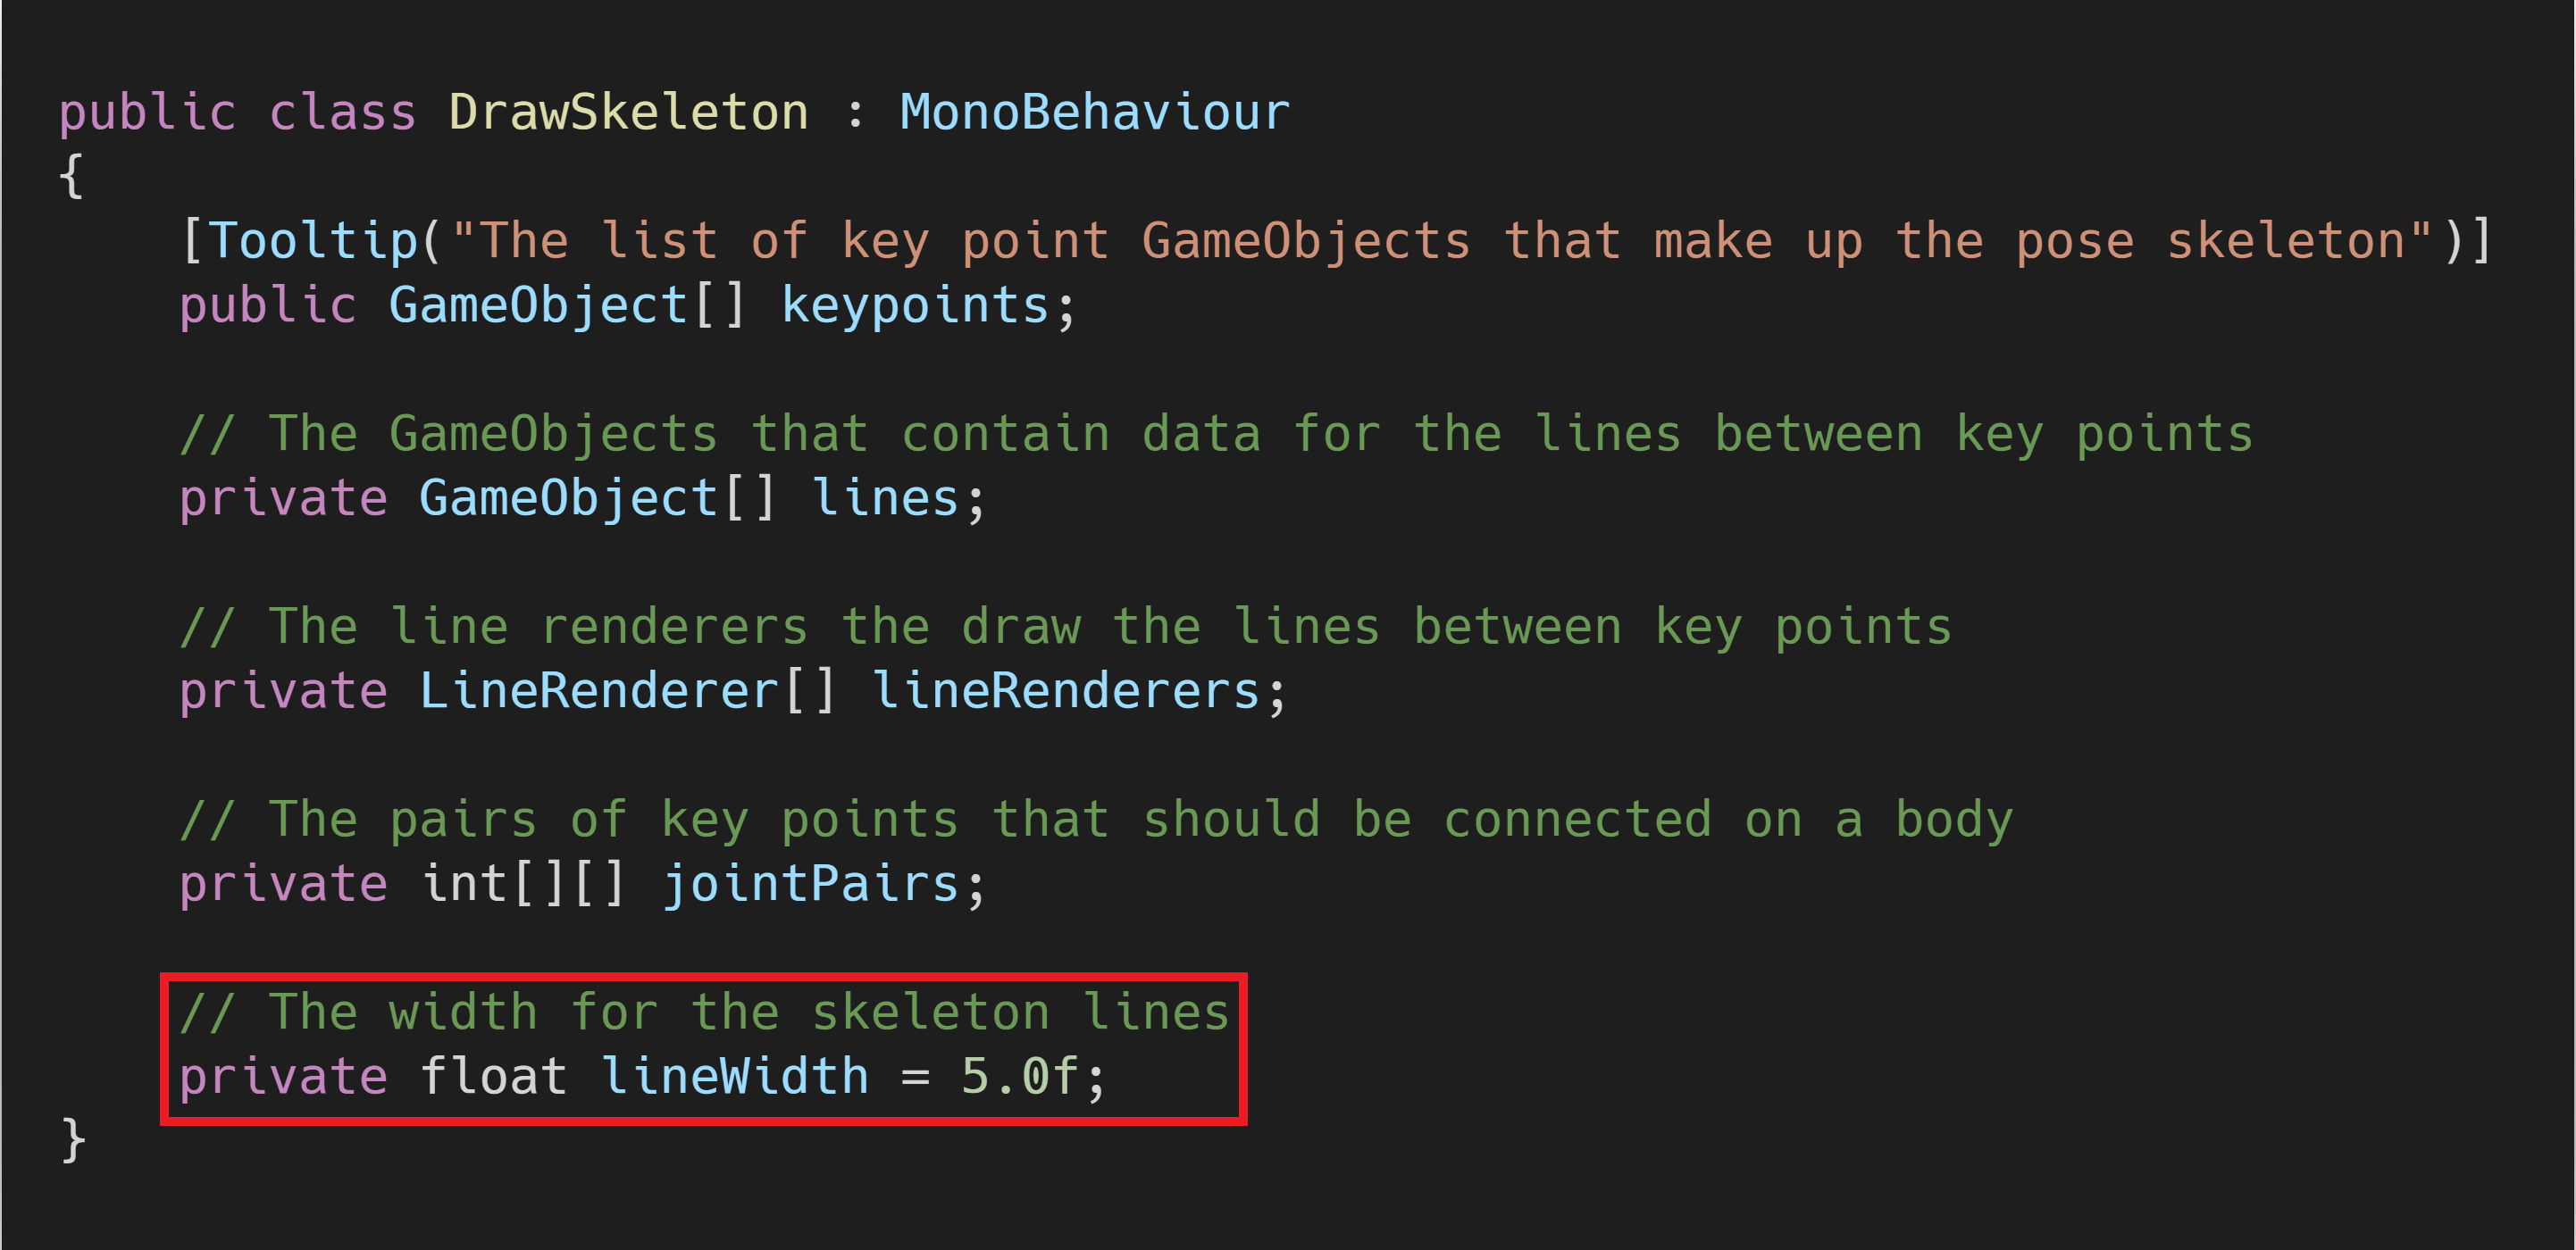 public class DrawSkeleton : MonoBehaviour
{
    [Tooltip("The list of key point GameObjects that make up the pose skeleton")]
    public GameObject[] keypoints;
    // The GameObjects that contain data for the lines between key points
    private GameObject[] lines;
    // The line renderers the draw the lines between key points
    private LineRenderer[] lineRenderers;
    // The pairs of key points that should be connected on a body
    private int[][] jointPairs;
    // The width for the skeleton lines
    private float lineWidth = 5.0f;
}